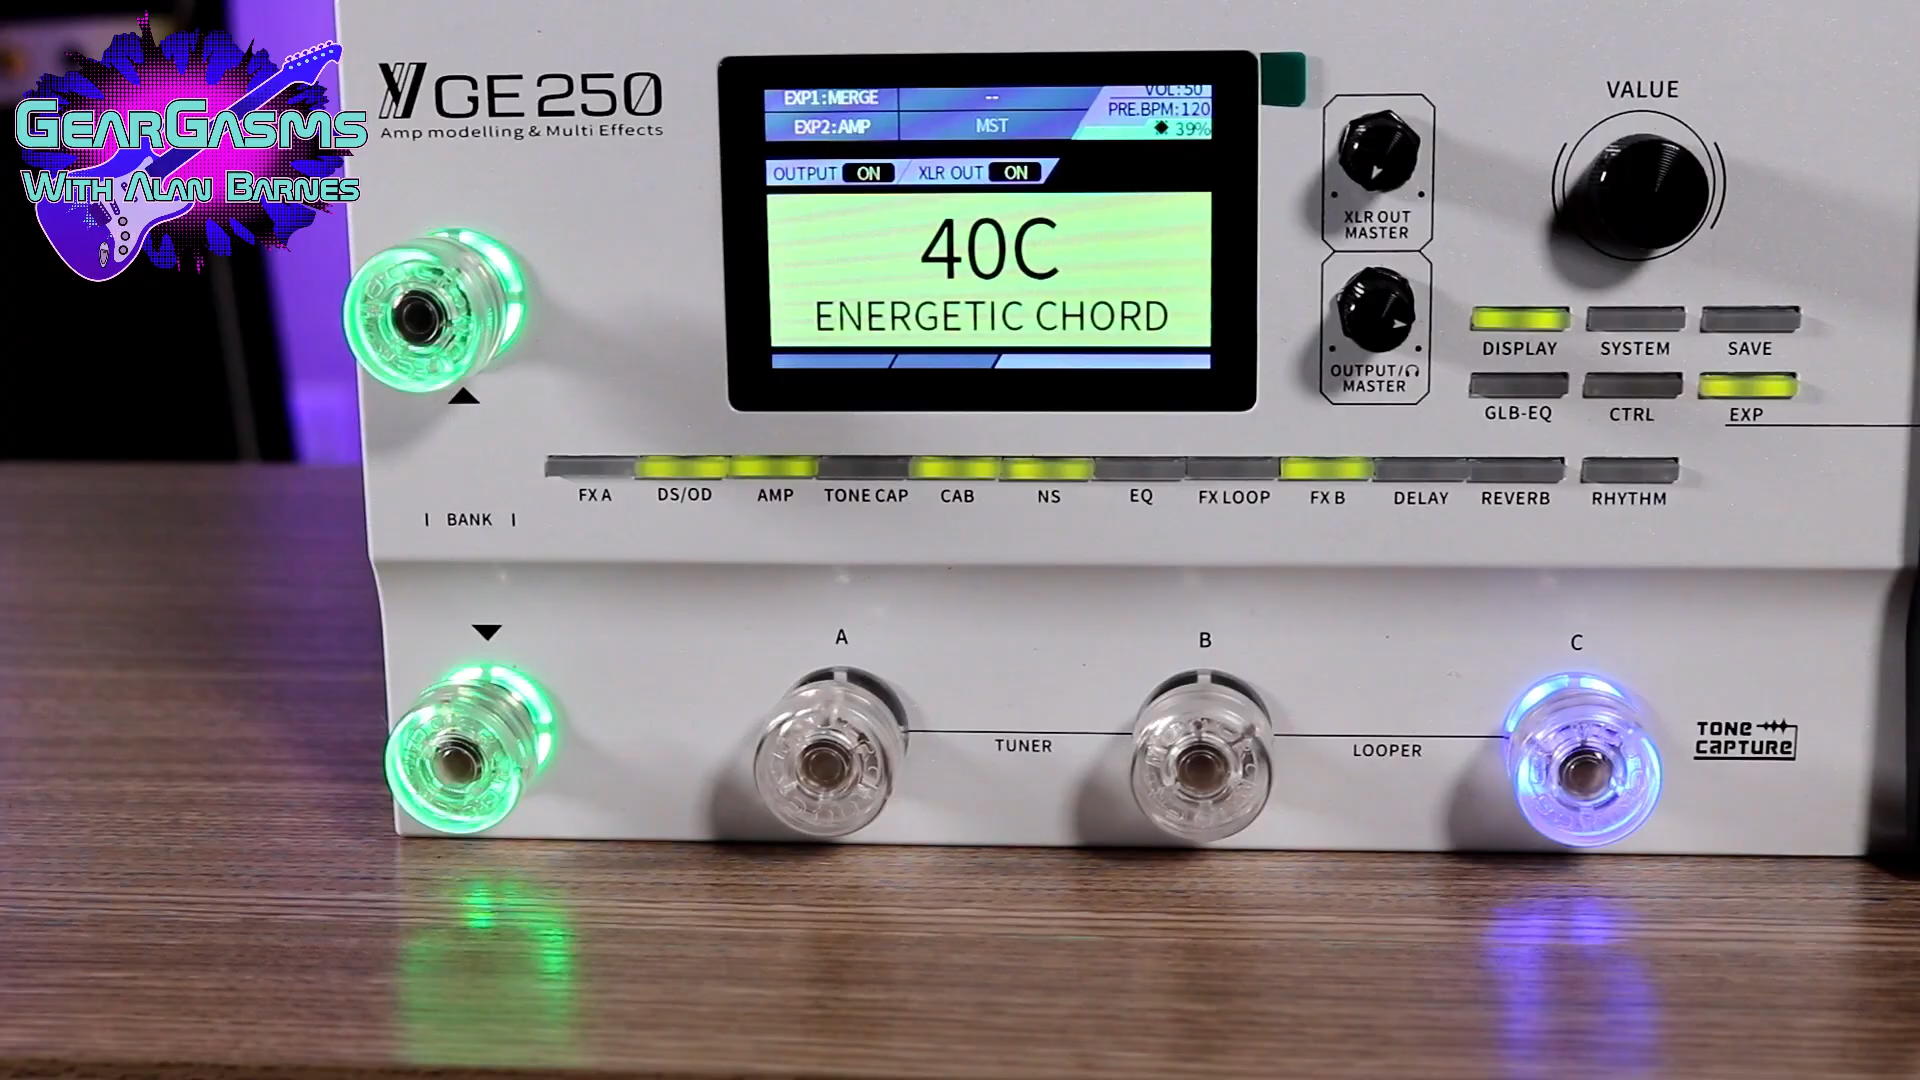 GEARGASMS
WITH ALAN BARNES
GE 250
Amp modelling & Multi Effects
EXP1:MERGE
--
VOL:50
PRE.BPM:120
EXP2:AMP
MST
39%
OUTPUT ON
XLR OUT ON
40C
ENERGETIC CHORD
XLR OUT
MASTER
OUTPUT/
MASTER
VALUE
DISPLAY
SYSTEM
SAVE
GLB-EQ
CTRL
EXP
FX A
DS/OD
AMP
TONE CAP
CAB
NS
EQ
FX LOOP
FX B
DELAY
REVERB
RHYTHM
BANK
A
B
C
TUNER
LOOPER
TONE
CAPTURE